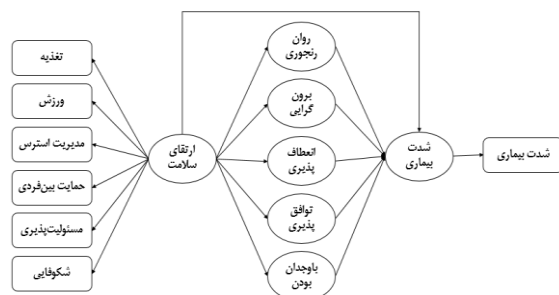 روان
رنجوری
تغذیه
برون
گرایی
ورزش
ارتقای
سلامت
انعطاف
پذیری
شدت
بیماری
شدت بیماری
مدیریت استرس
حمایت بین‌فردی
توافق
پذیری
مسئولیت‌پذیری
باوجدان
بودن
شکوفایی